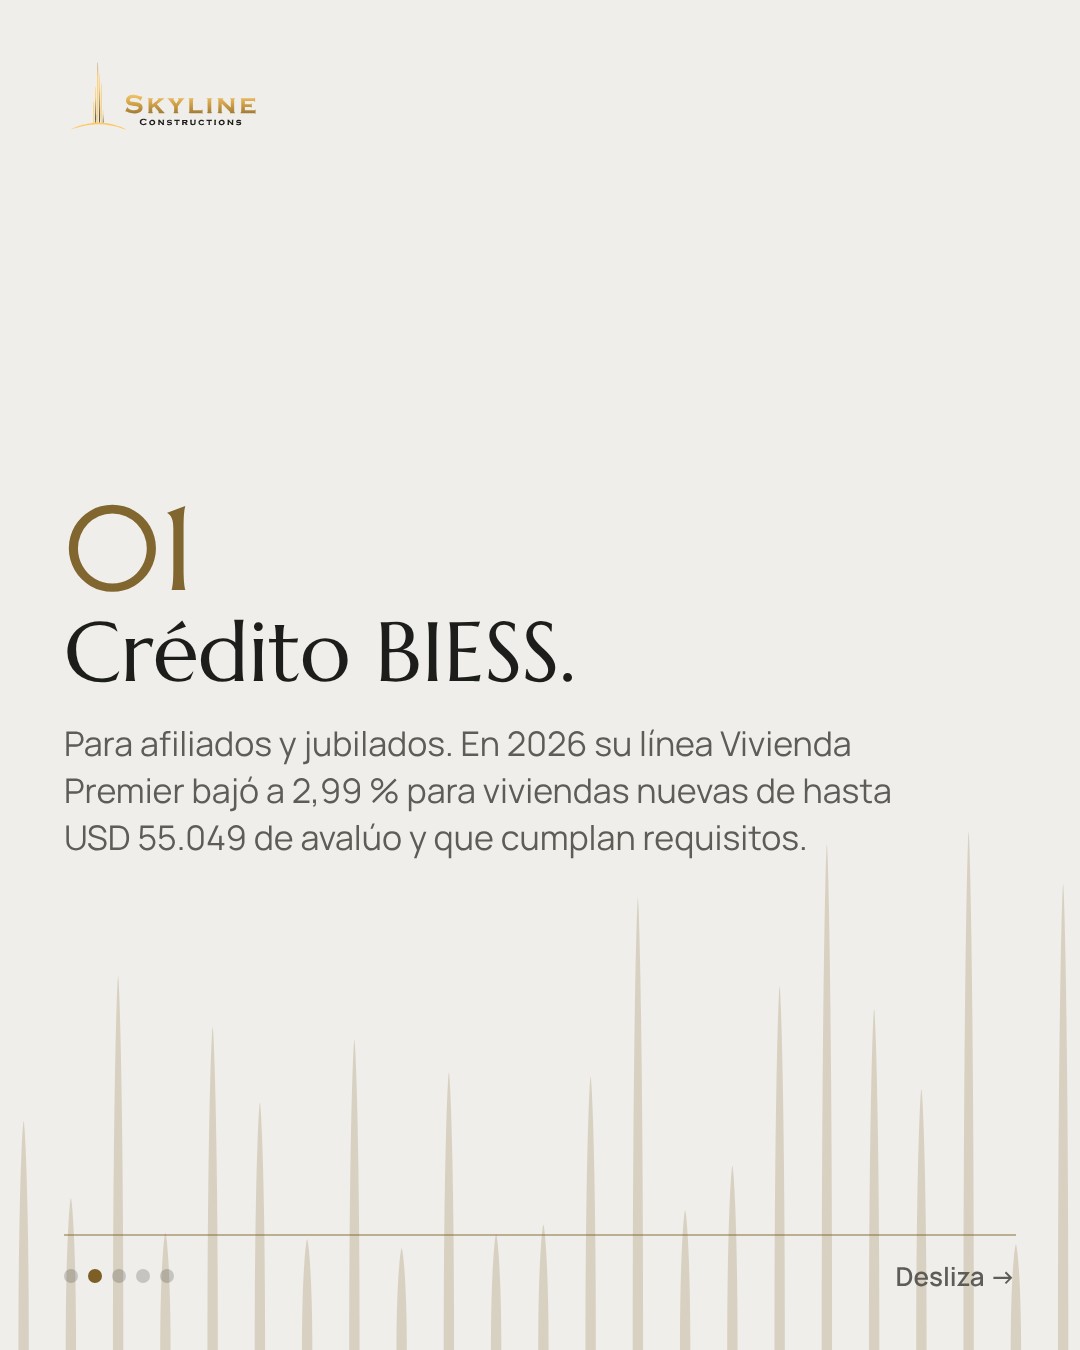 SKYLINE
CONSTRUCTIONS
01
Crédito BIESS.
Para afiliados y jubilados. En 2026 su línea Vivienda
Premier bajó a 2,99 % para viviendas nuevas de hasta
USD 55.049 de avalúo y que cumplan requisitos.
Desliza →